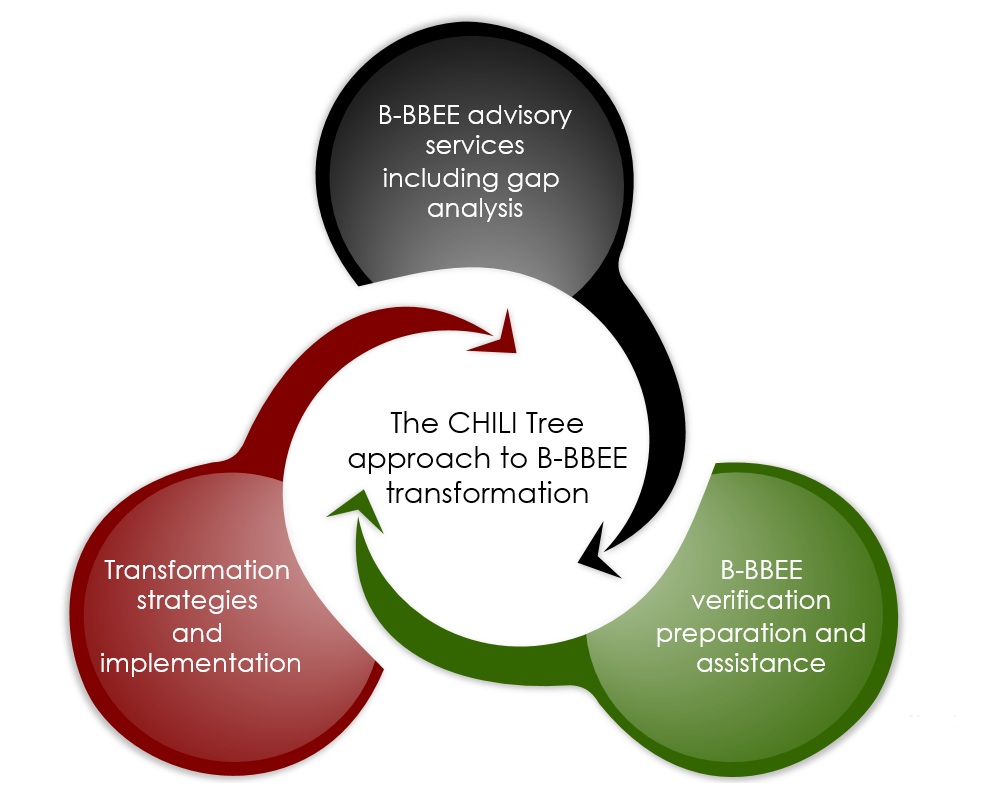 B-BBEE advisory
services
including gap
analysis
The CHILI Tree
approach to B-BBEE
transformation
Transformation
strategies
and
implementation
B-BBEE
verification
preparation and
assistance